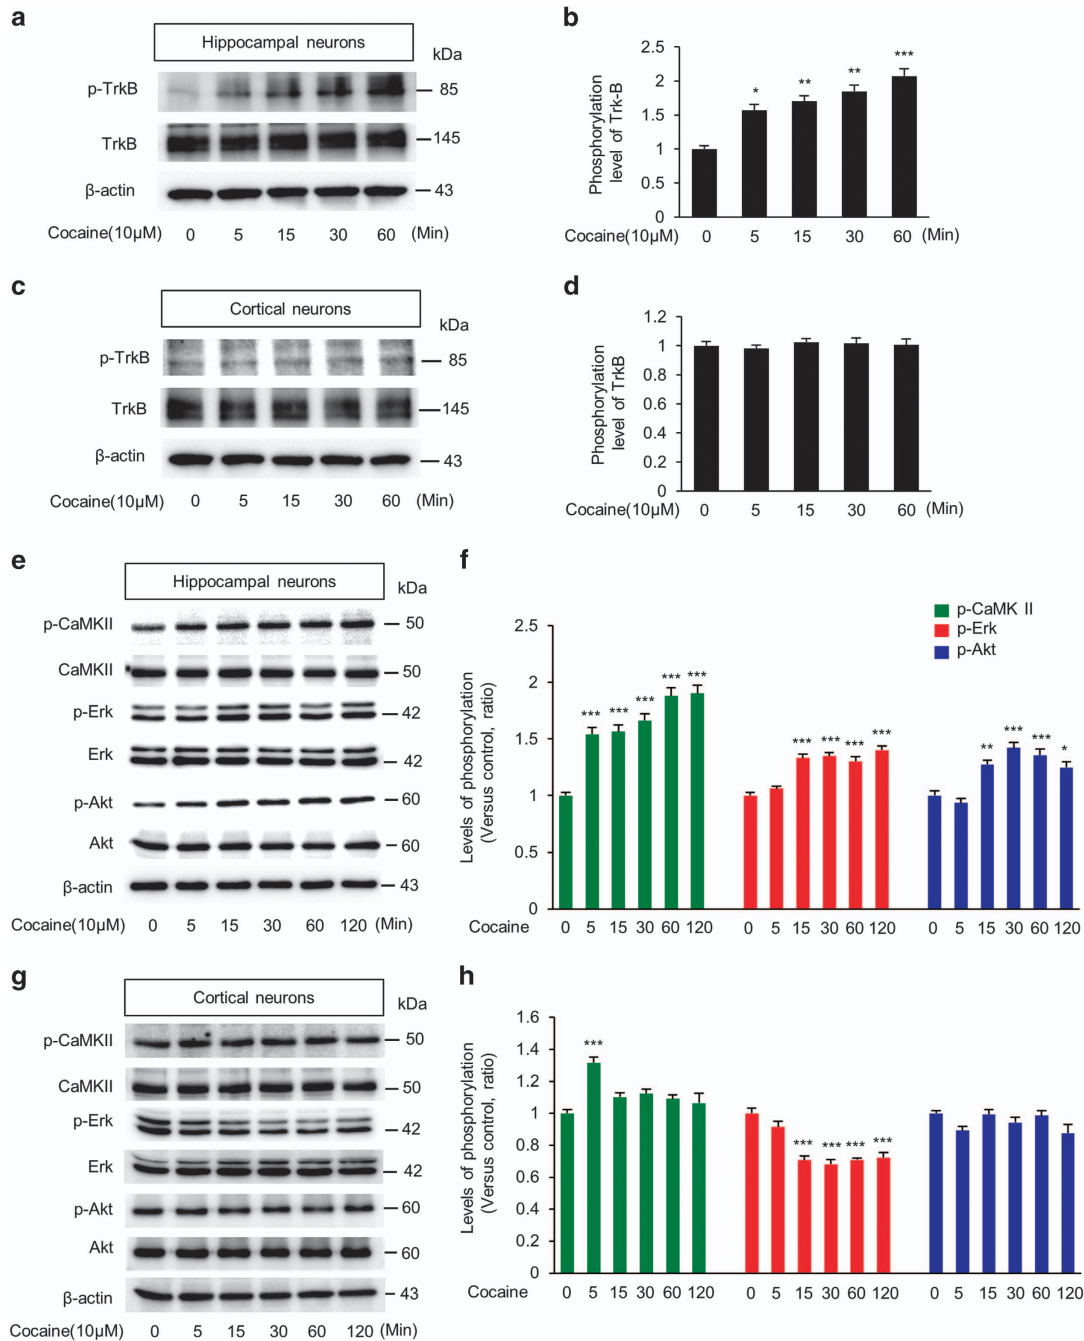 a
Hippocampal neurons
kDa
p-TrkB
85
TrkB
145
β-actin
43
Cocaine(10μM) 0 5 15 30 60 (Min)
b
Phosphorylation
level of Trk-B
2.5
2
1.5
1
0.5
0
* ** ** ***
Cocaine(10μM) 0 5 15 30 60 (Min)
c
Cortical neurons
kDa
p-TrkB
85
TrkB
145
β-actin
43
Cocaine(10μM) 0 5 15 30 60 (Min)
d
Phosphorylation
level of TrkB
1.2
1
0.8
0.6
0.4
0.2
0
Cocaine(10μM) 0 5 15 30 60 (Min)
e
Hippocampal neurons
kDa
p-CaMKII
50
CaMKII
50
p-Erk
42
Erk
42
p-Akt
60
Akt
60
β-actin
43
Cocaine(10μM) 0 5 15 30 60 120 (Min)
f
p-CaMK II
p-Erk
p-Akt
Levels of phosphorylation
(Versus control, ratio)
2.5
2
1.5
1
0.5
0
*** *** *** *** ***
*** *** *** ***
** *** *** *
Cocaine 0 5 15 30 60 120 0 5 15 30 60 120 0 5 15 30 60 120
g
Cortical neurons
kDa
p-CaMKII
50
CaMKII
50
p-Erk
42
Erk
42
p-Akt
60
Akt
60
β-actin
43
Cocaine(10μM) 0 5 15 30 60 120 (Min)
h
Levels of phosphorylation
(Versus control, ratio)
1.6
1.4
1.2
1
0.8
0.6
0.4
0.2
0
***
*** *** *** ***
Cocaine 0 5 15 30 60 120 0 5 15 30 60 120 0 5 15 30 60 120